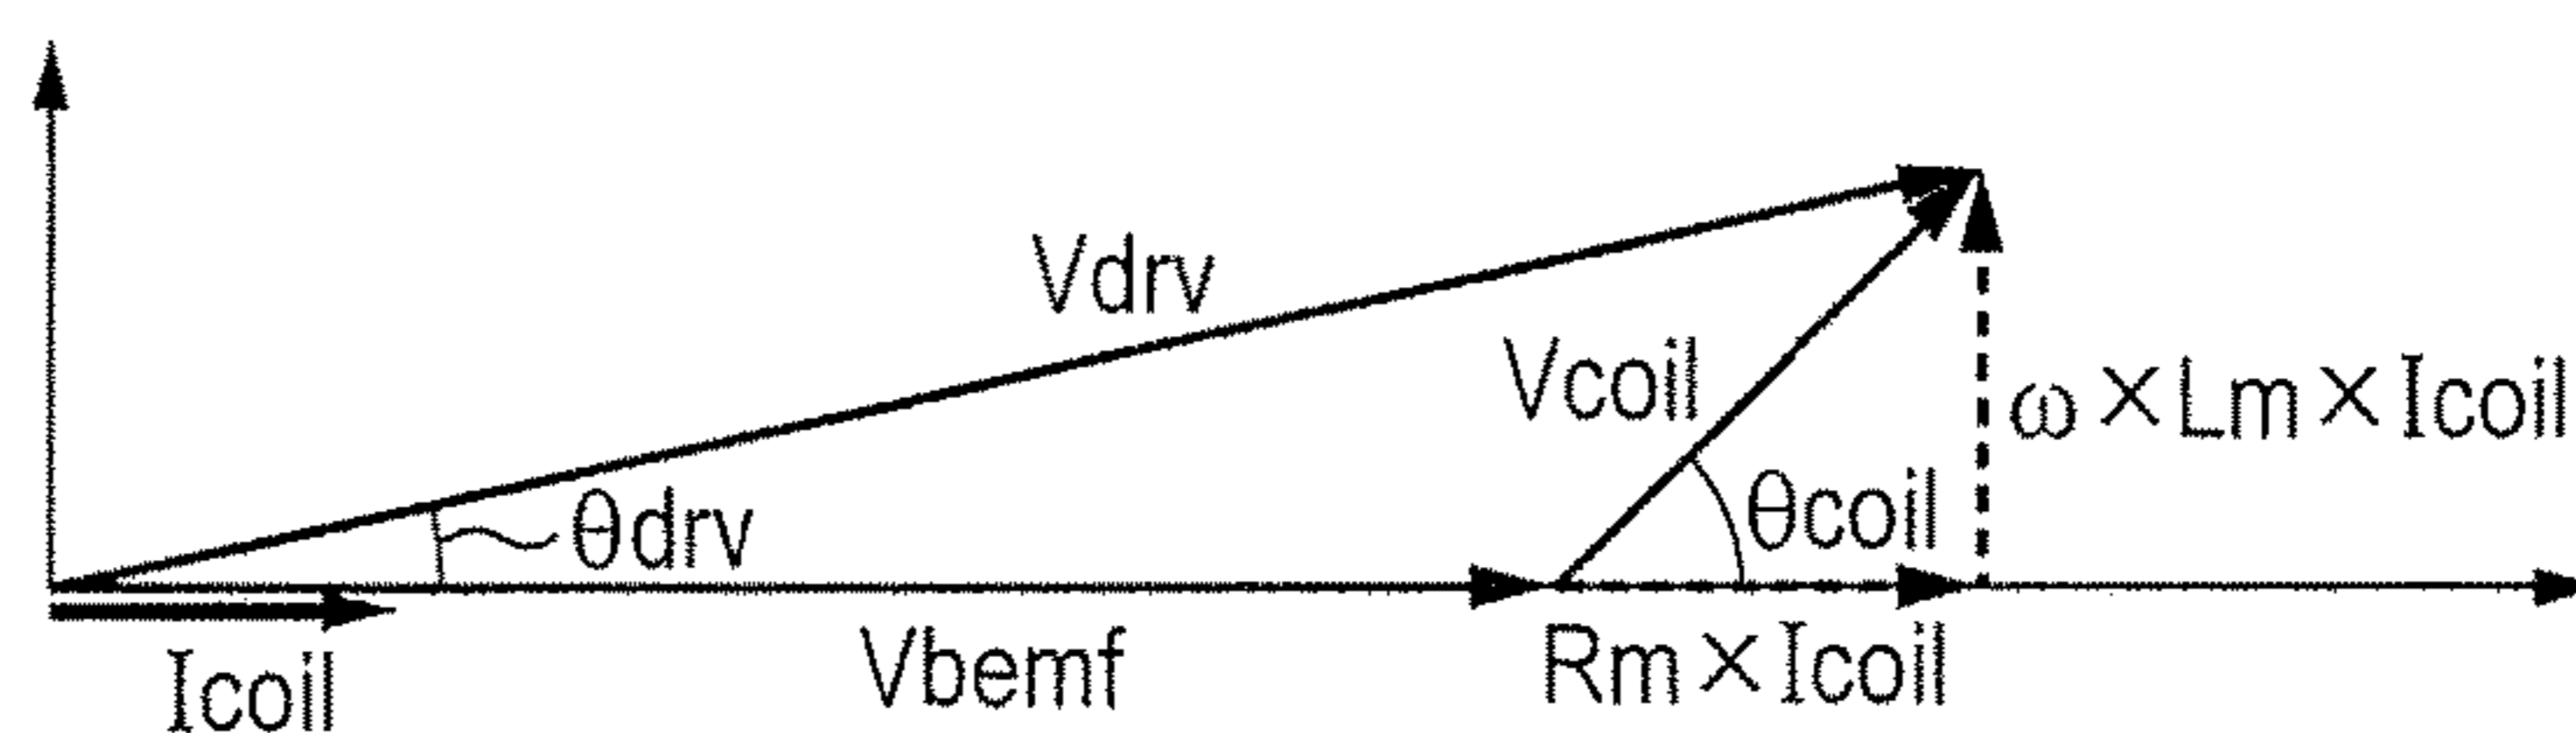 Vdrv
Vcoil
ω×Lm×Icoil
θdrv
θcoil
Icoil
Vbemf
Rm×Icoil